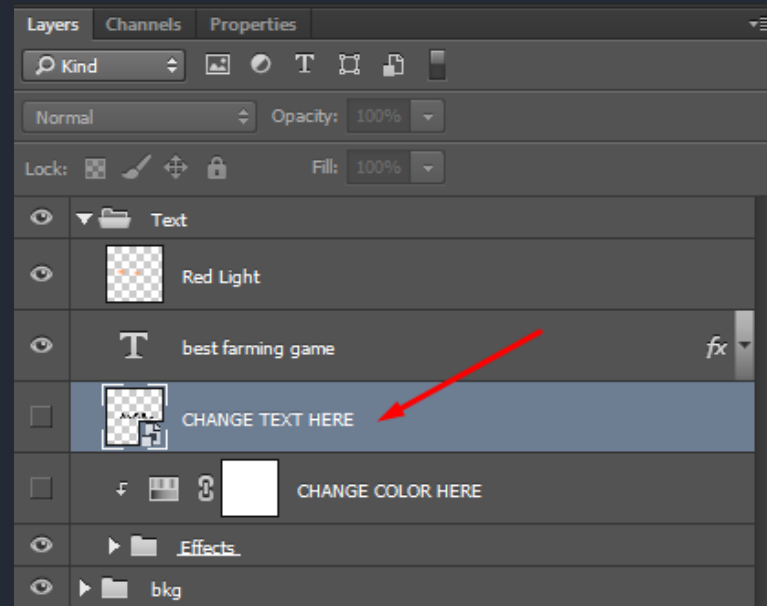 Layers Channels Properties
Kind
Normal Opacity: 100%
Lock: Fill: 100%
Text
Red Light
T best farming game fx
CHANGE TEXT HERE
CHANGE COLOR HERE
Effects
bkg